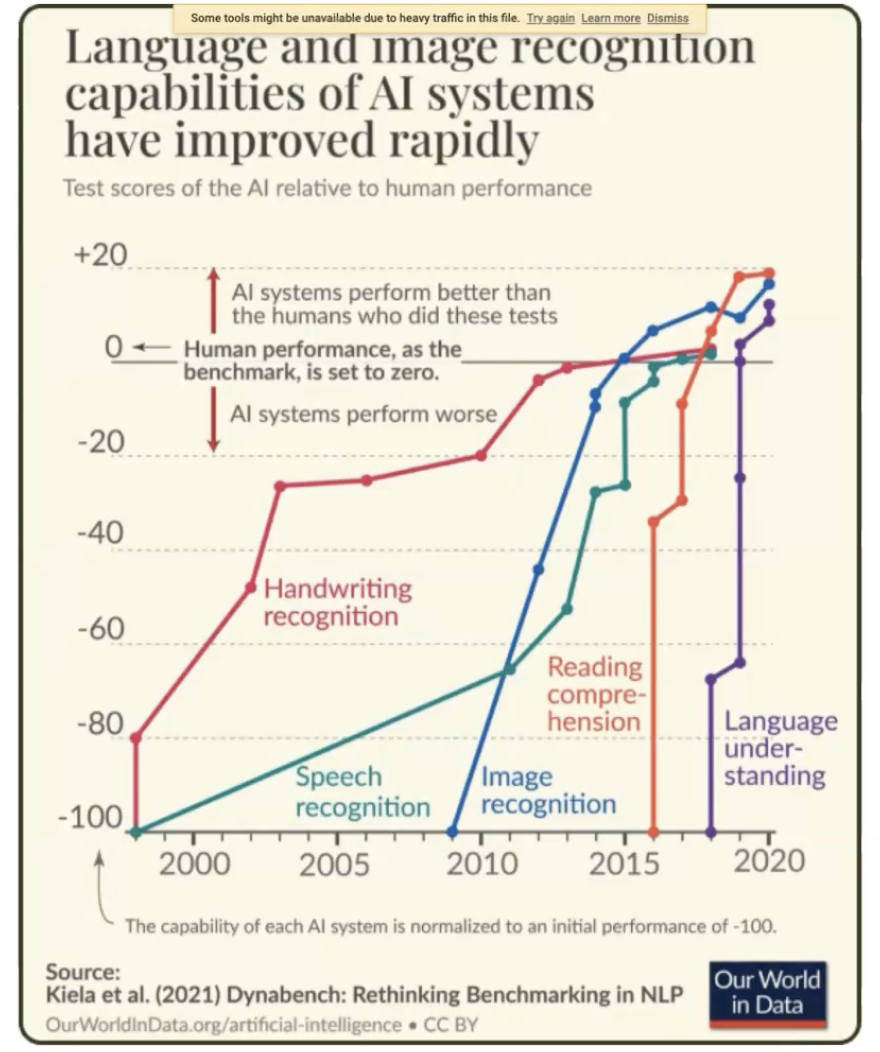 Some tools might be unavailable due to heavy traffic in this file. Try again Learn more Dismiss
Language and image recognition
capabilities of AI systems
have improved rapidly
Test scores of the AI relative to human performance
+20
AI systems perform better than
the humans who did these tests
0
Human performance, as the
benchmark, is set to zero.
AI systems perform worse
-20
-40
Handwriting
recognition
-60
Reading
compre-
hension
-80
Language
under-
standing
Speech
recognition
Image
recognition
-100
2000
2005
2010
2015
2020
The capability of each AI system is normalized to an initial performance of -100.
Source:
Kiela et al. (2021) Dynabench: Rethinking Benchmarking in NLP
OurWorldInData.org/artificial-intelligence • CC BY
Our World
in Data